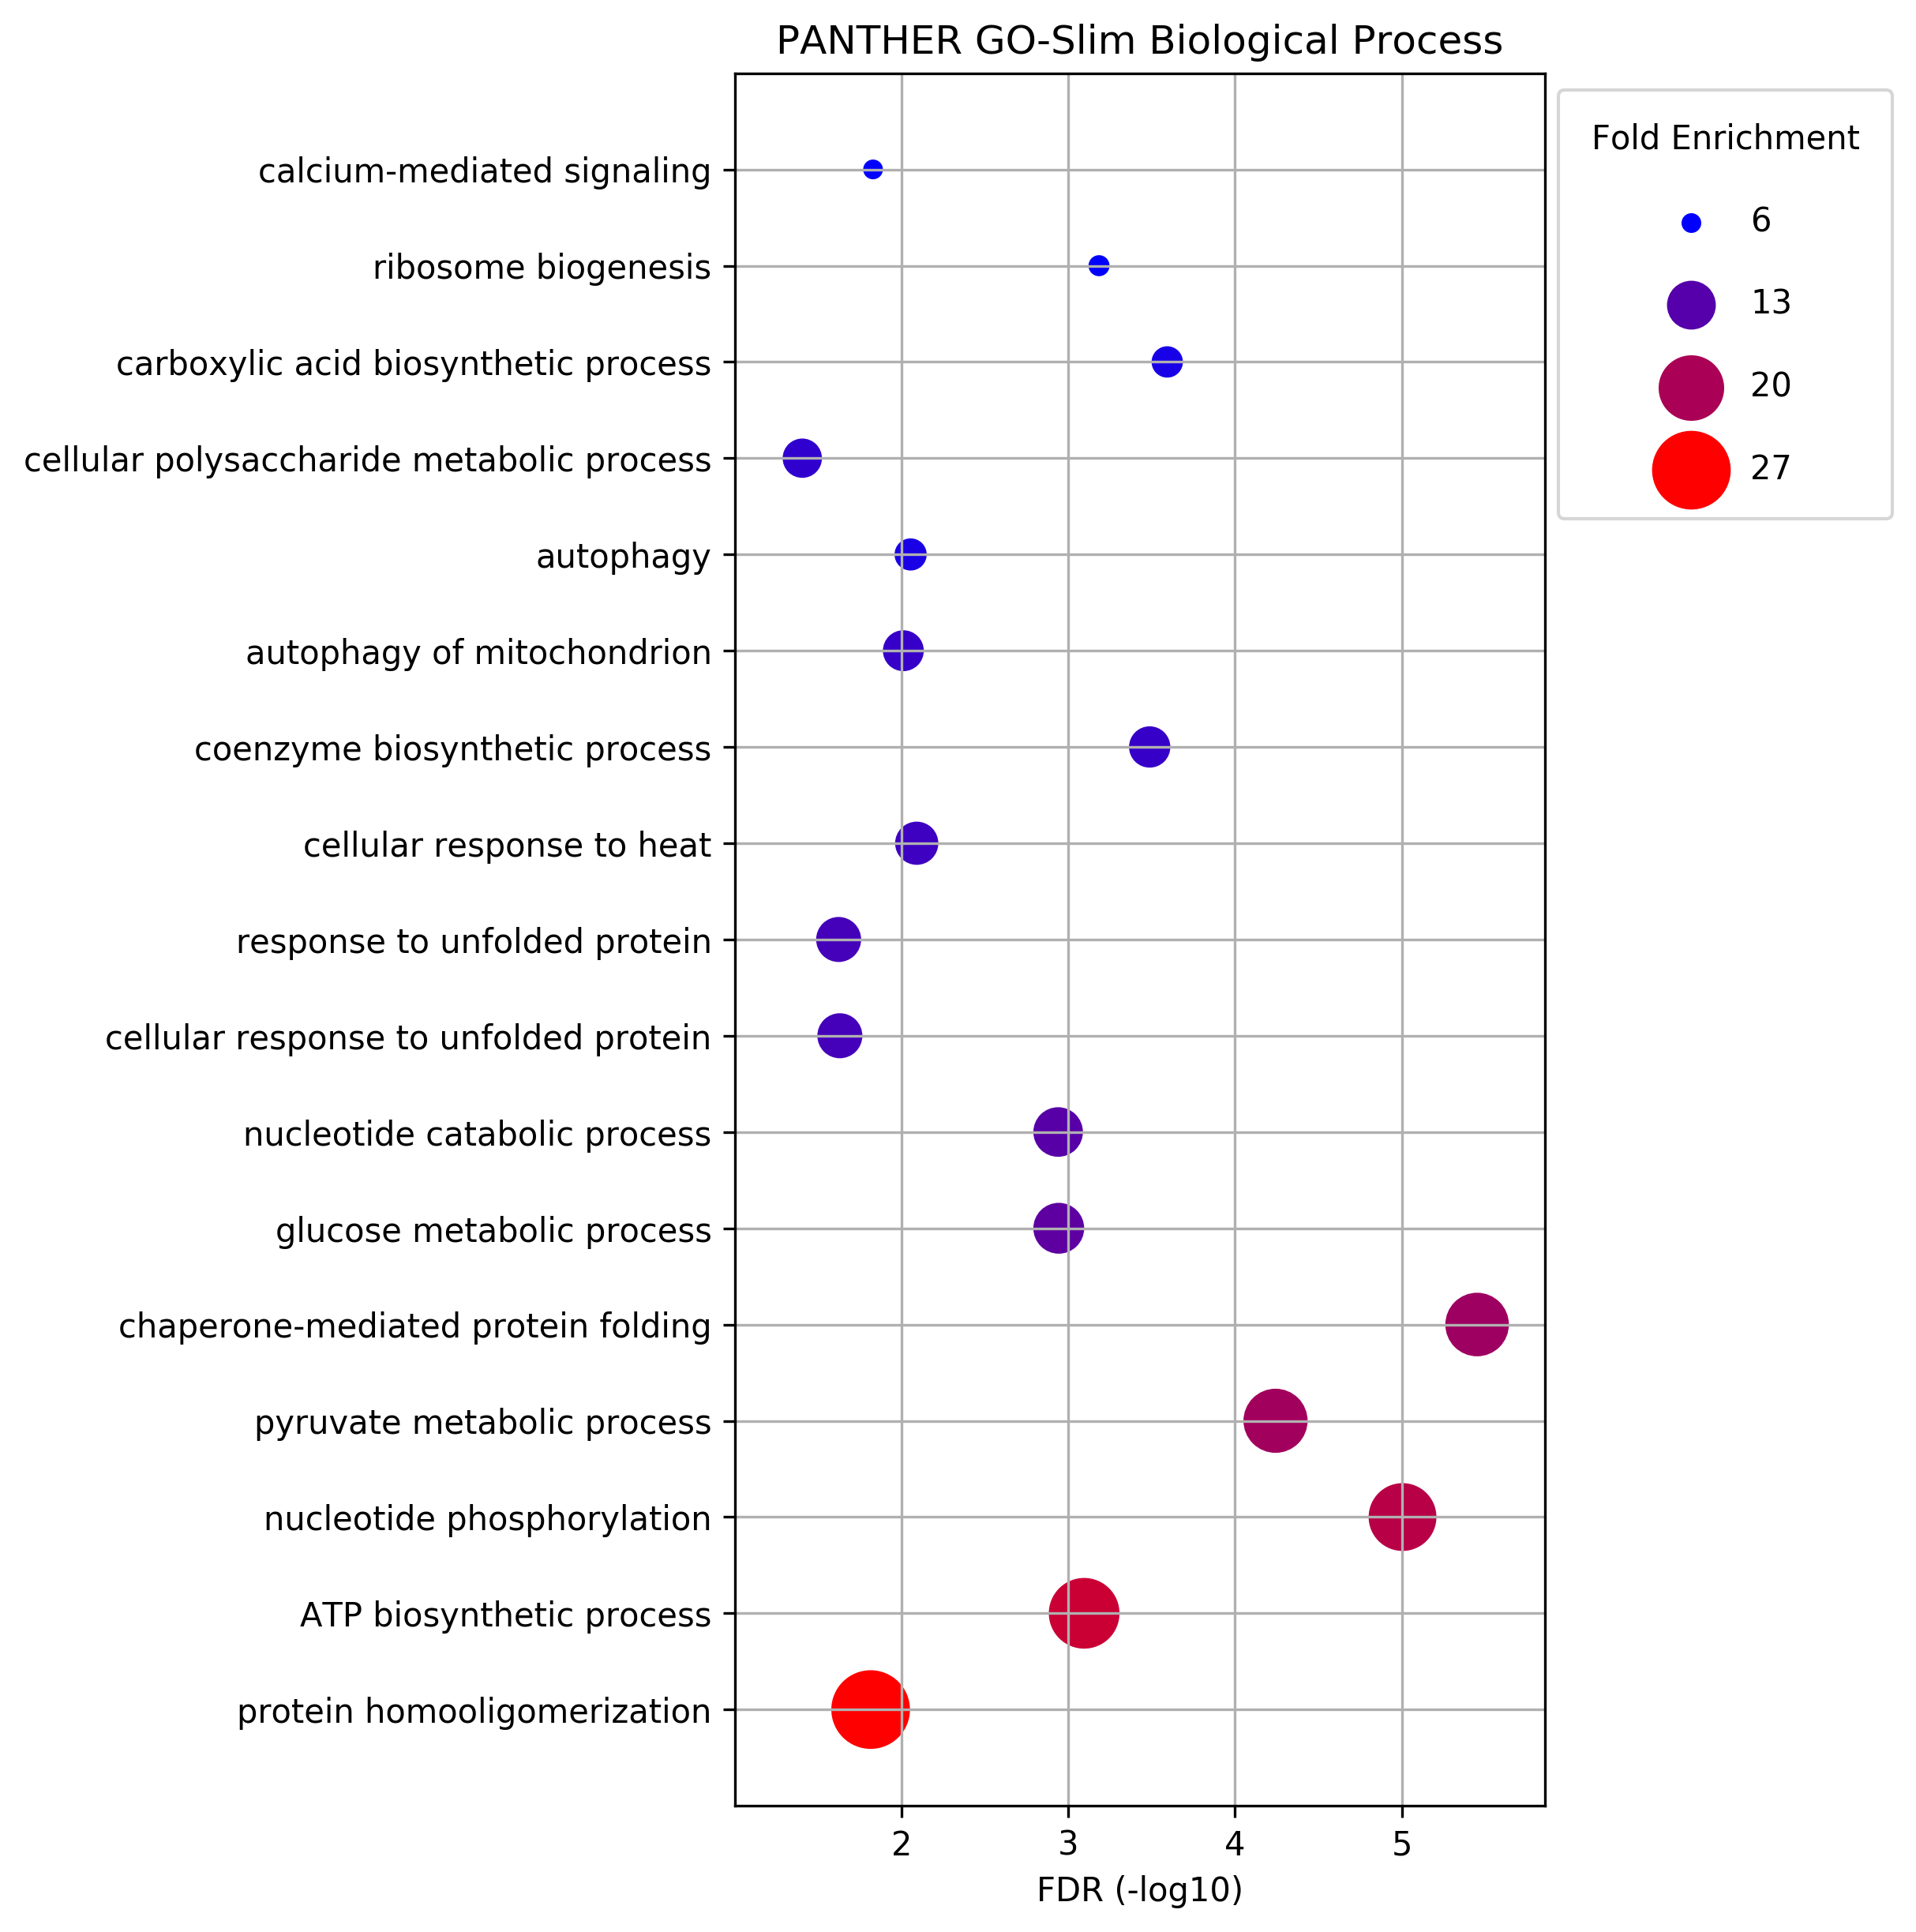 PANTHER GO-Slim Biological Process
calcium-mediated signaling
ribosome biogenesis
carboxylic acid biosynthetic process
cellular polysaccharide metabolic process
autophagy
autophagy of mitochondrion
coenzyme biosynthetic process
cellular response to heat
response to unfolded protein
cellular response to unfolded protein
nucleotide catabolic process
glucose metabolic process
chaperone-mediated protein folding
pyruvate metabolic process
nucleotide phosphorylation
ATP biosynthetic process
protein homooligomerization
2 3 4 5
FDR (-log10)
Fold Enrichment
6
13
20
27